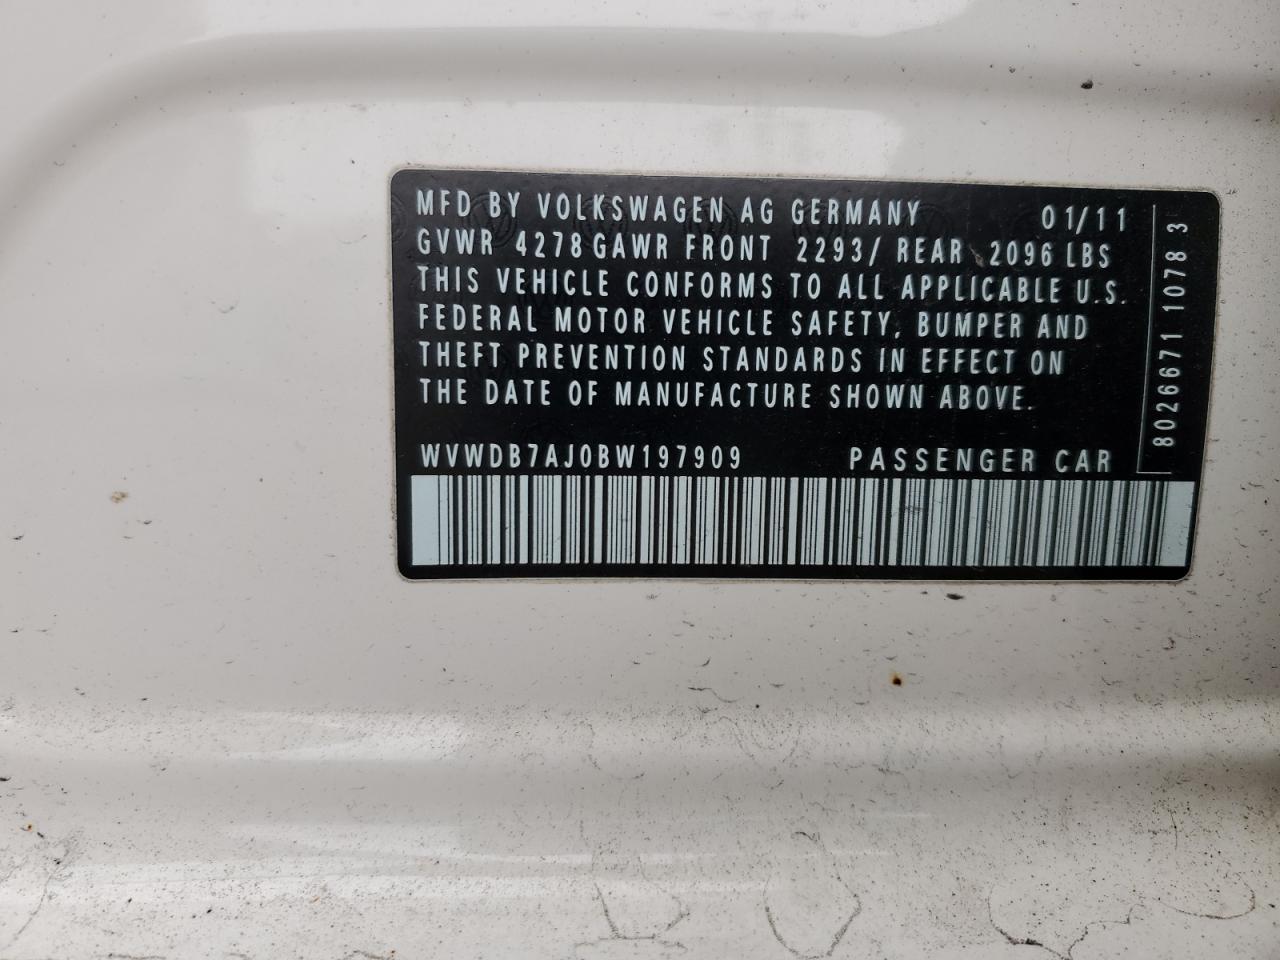 MFD BY VOLKSWAGEN AG GERMANY 01/11
GVWR 4278 GAWR FRONT 2293/ REAR 2096 LBS
THIS VEHICLE CONFORMS TO ALL APPLICABLE U.S.
FEDERAL MOTOR VEHICLE SAFETY, BUMPER AND
THEFT PREVENTION STANDARDS IN EFFECT ON
THE DATE OF MANUFACTURE SHOWN ABOVE.
WVWDB7AJ0BW197909 PASSENGER CAR
8026671 1078 3